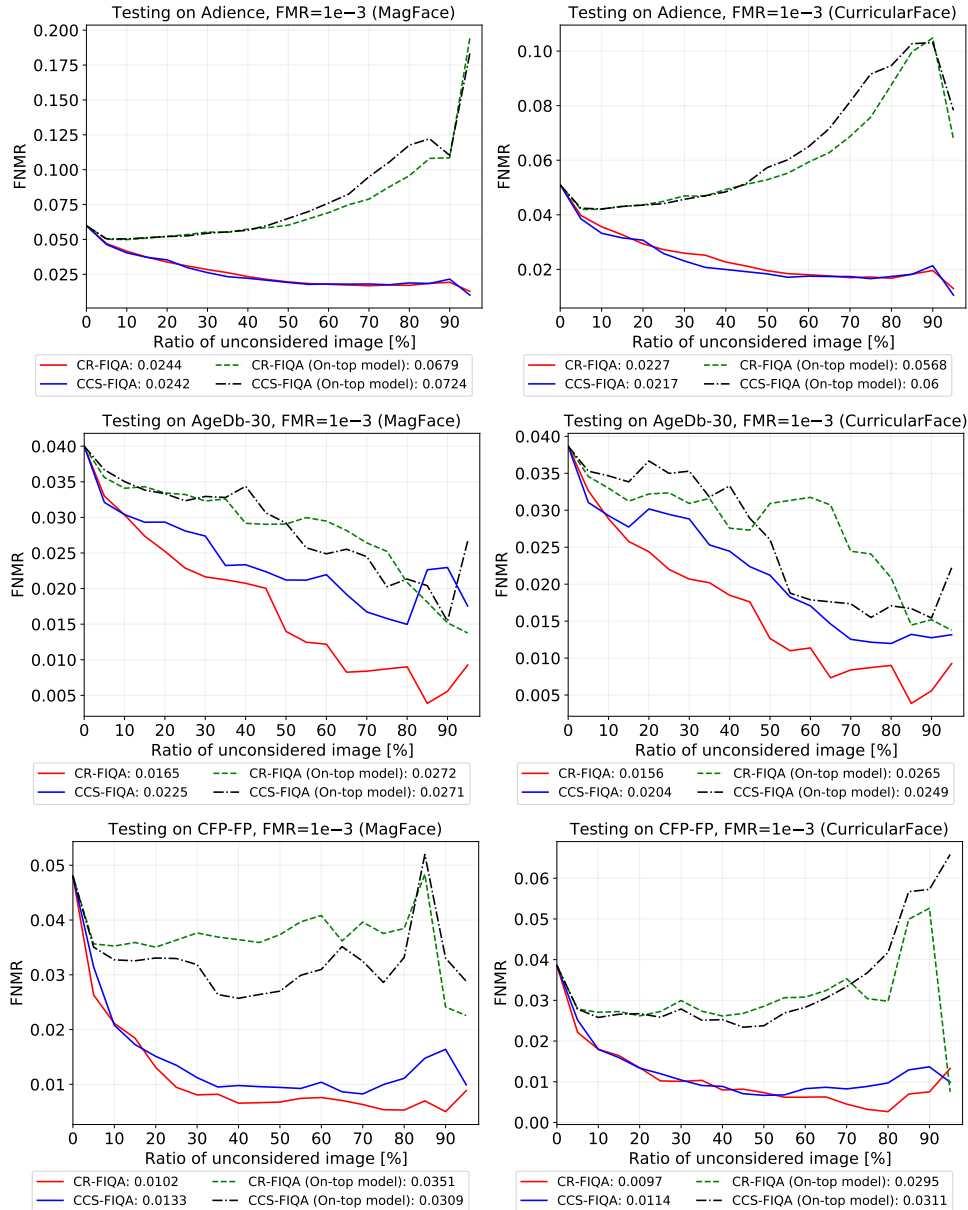 Testing on Adience, FMR=1e−3 (MagFace)
FNMR
0.200
0.175
0.150
0.125
0.100
0.075
0.050
0.025
0 10 20 30 40 50 60 70 80 90
Ratio of unconsidered image [%]
CR-FIQA: 0.0244 CR-FIQA (On-top model): 0.0679
CCS-FIQA: 0.0242 CCS-FIQA (On-top model): 0.0724
Testing on Adience, FMR=1e−3 (CurricularFace)
FNMR
0.10
0.08
0.06
0.04
0.02
0 10 20 30 40 50 60 70 80 90
Ratio of unconsidered image [%]
CR-FIQA: 0.0227 CR-FIQA (On-top model): 0.0568
CCS-FIQA: 0.0217 CCS-FIQA (On-top model): 0.06
Testing on AgeDb-30, FMR=1e−3 (MagFace)
FNMR
0.040
0.035
0.030
0.025
0.020
0.015
0.010
0.005
0 10 20 30 40 50 60 70 80 90
Ratio of unconsidered image [%]
CR-FIQA: 0.0165 CR-FIQA (On-top model): 0.0272
CCS-FIQA: 0.0225 CCS-FIQA (On-top model): 0.0271
Testing on AgeDb-30, FMR=1e−3 (CurricularFace)
FNMR
0.040
0.035
0.030
0.025
0.020
0.015
0.010
0.005
0 10 20 30 40 50 60 70 80 90
Ratio of unconsidered image [%]
CR-FIQA: 0.0156 CR-FIQA (On-top model): 0.0265
CCS-FIQA: 0.0204 CCS-FIQA (On-top model): 0.0249
Testing on CFP-FP, FMR=1e−3 (MagFace)
FNMR
0.05
0.04
0.03
0.02
0.01
0 10 20 30 40 50 60 70 80 90
Ratio of unconsidered image [%]
CR-FIQA: 0.0102 CR-FIQA (On-top model): 0.0351
CCS-FIQA: 0.0133 CCS-FIQA (On-top model): 0.0309
Testing on CFP-FP, FMR=1e−3 (CurricularFace)
FNMR
0.06
0.05
0.04
0.03
0.02
0.01
0.00
0 10 20 30 40 50 60 70 80 90
Ratio of unconsidered image [%]
CR-FIQA: 0.0097 CR-FIQA (On-top model): 0.0295
CCS-FIQA: 0.0114 CCS-FIQA (On-top model): 0.0311